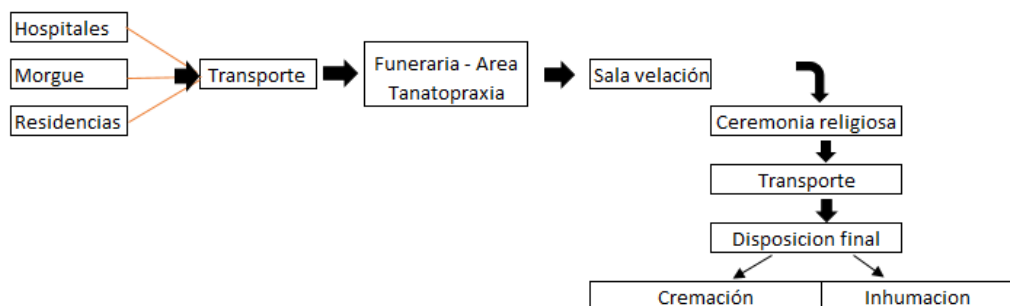 Hospitales
Morgue
Residencias
Transporte
Funeraria - Area
Tanatopraxia
Sala velación
Ceremonia religiosa
Transporte
Disposicion final
Cremación
Inhumacion